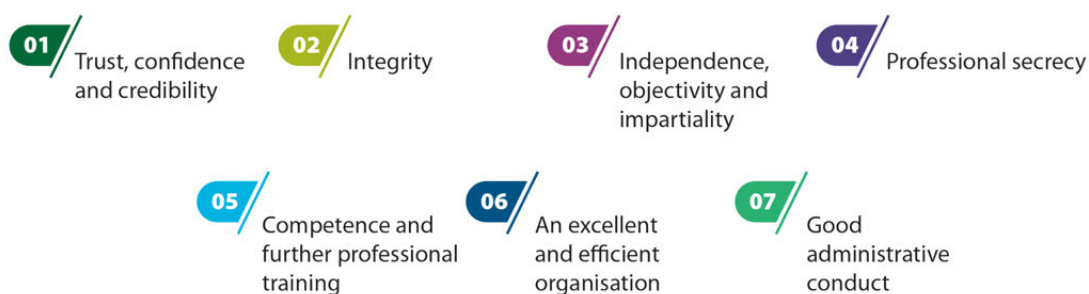 01
Trust, confidence
and credibility
02
Integrity
03
Independence,
objectivity and
impartiality
04
Professional secrecy
05
Competence and
further professional
training
06
An excellent
and efficient
organisation
07
Good
administrative
conduct